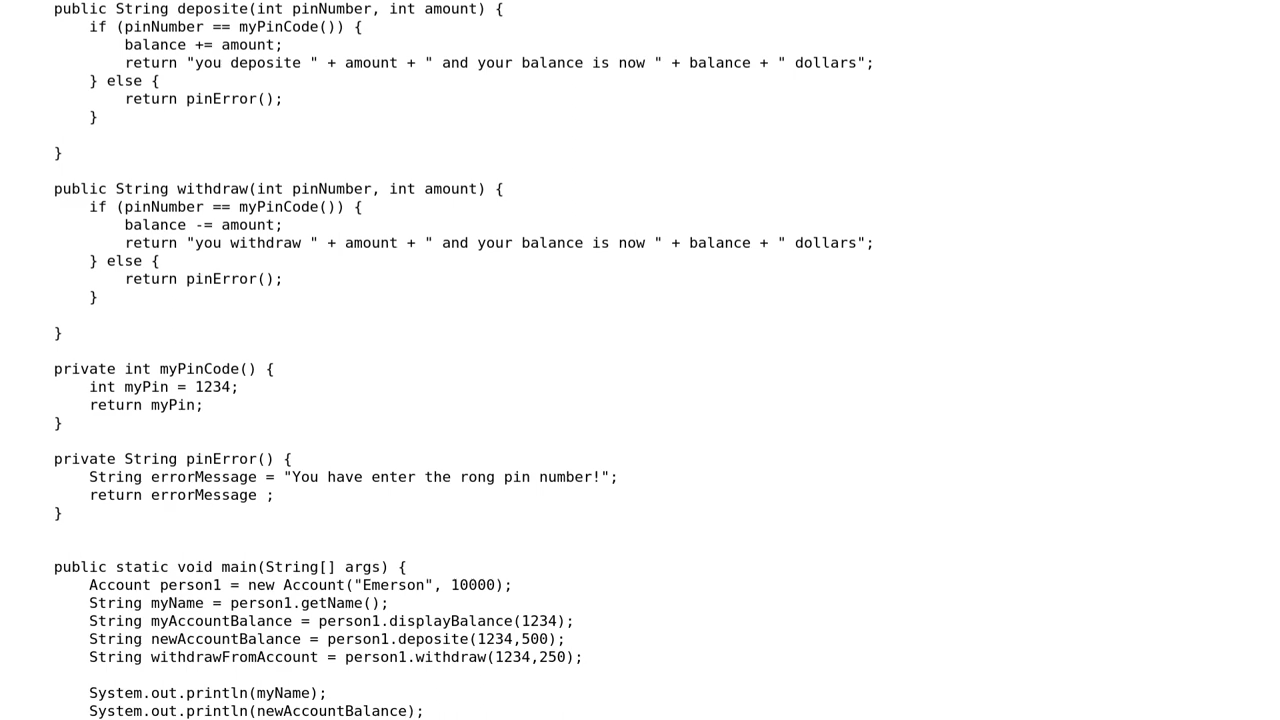 public String deposite(int pinNumber, int amount) {
if (pinNumber == myPinCode()) {
balance += amount;
return "you deposite " + amount + " and your balance is now " + balance + " dollars";
} else {
return pinError();
}
}
public String withdraw(int pinNumber, int amount) {
if (pinNumber == myPinCode()) {
balance -= amount;
return "you withdraw " + amount + " and your balance is now " + balance + " dollars";
} else {
return pinError();
}
}
private int myPinCode() {
int myPin = 1234;
return myPin;
}
private String pinError() {
String errorMessage = "You have enter the rong pin number!";
return errorMessage ;
}
public static void main(String[] args) {
Account person1 = new Account("Emerson", 10000);
String myName = person1.getName();
String myAccountBalance = person1.displayBalance(1234);
String newAccountBalance = person1.deposite(1234,500);
String withdrawFromAccount = person1.withdraw(1234,250);
System.out.println(myName);
System.out.println(newAccountBalance);